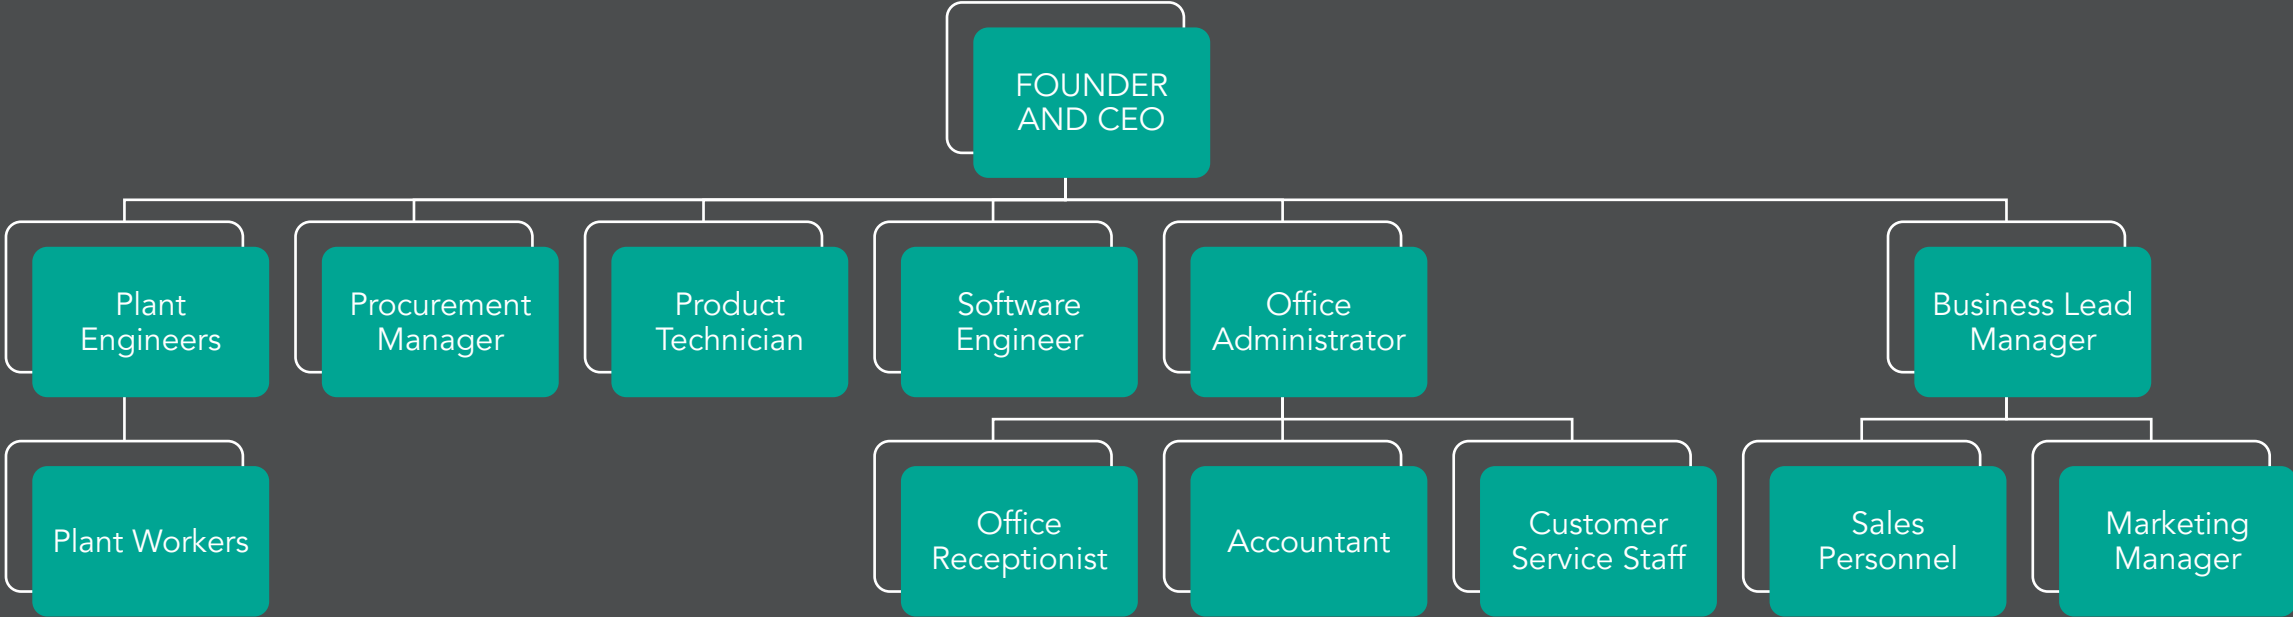 FOUNDER
AND CEO
Plant
Engineers
Procurement
Manager
Product
Technician
Software
Engineer
Office
Administrator
Business Lead
Manager
Plant Workers
Office
Receptionist
Accountant
Customer
Service Staff
Sales
Personnel
Marketing
Manager